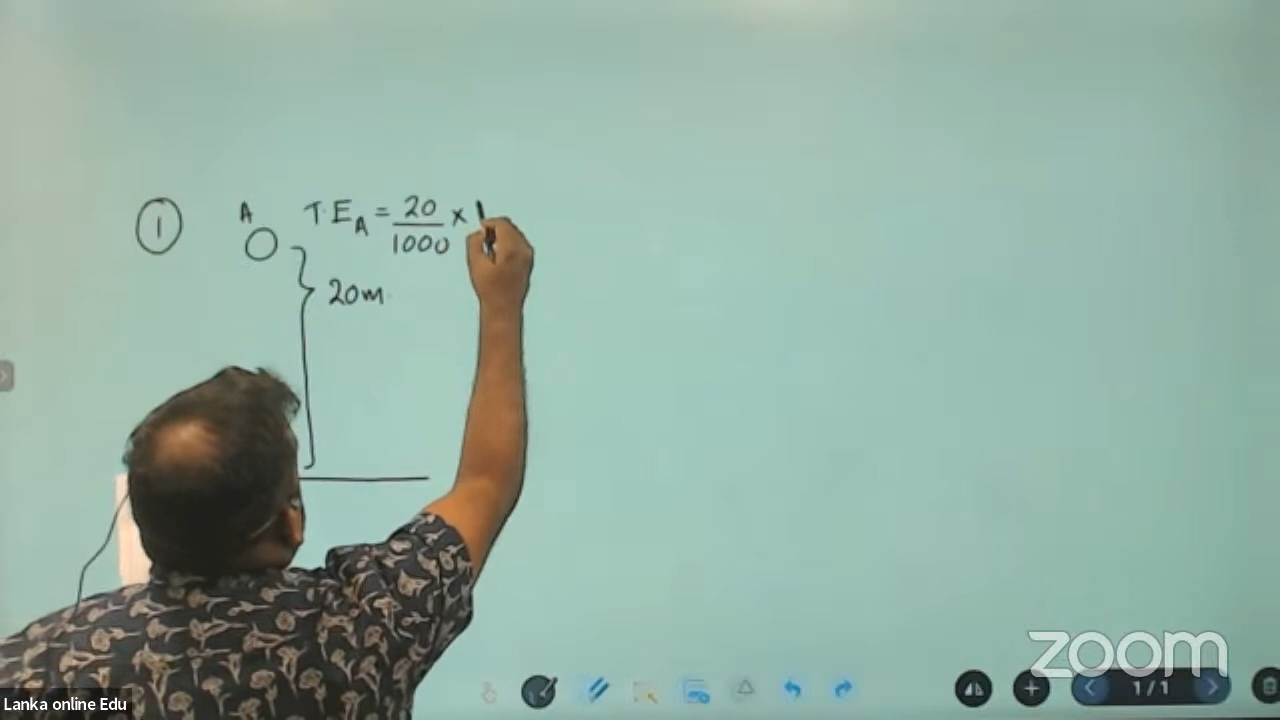 ① A T.E_A = 20/1000 ×
20m
zoom
Lanka online Edu
1/1